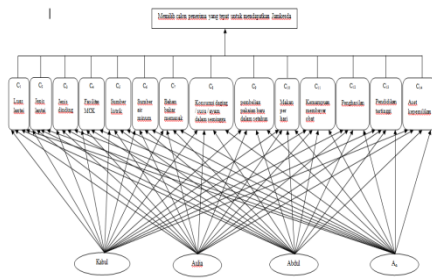 Memilih calon penerima yang tepat untuk mendapatkan Jamkesda
C1
Luas lantai
C2
Jenis lantai
C3
Jenis dinding
C4
Fasilitas MCK
C5
Sumber listrik
C6
Sumber air minum
C7
Bahan bakar memasak
C8
Konsumsi daging /susu / ayam dalam seminggu
C9
pembelian pakaian baru dalam setahun
C10
Makan per hari
C11
Kemampuan membayar obat
C12
Penghasilan
C13
Pendidikan tertinggi
C14
Aset kepemilikan
Kabul
Abdul